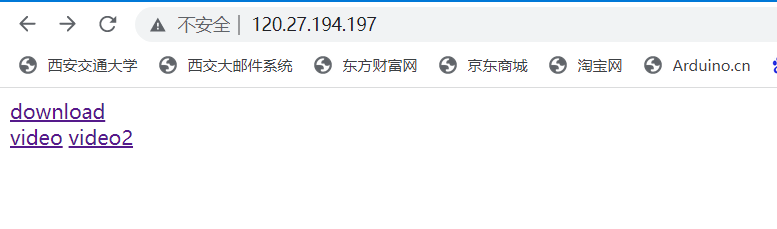 不安全 | 120.27.194.197
西安交通大学 西交大邮件系统 东方财富网 京东商城 淘宝网 Arduino.cn
download
video video2